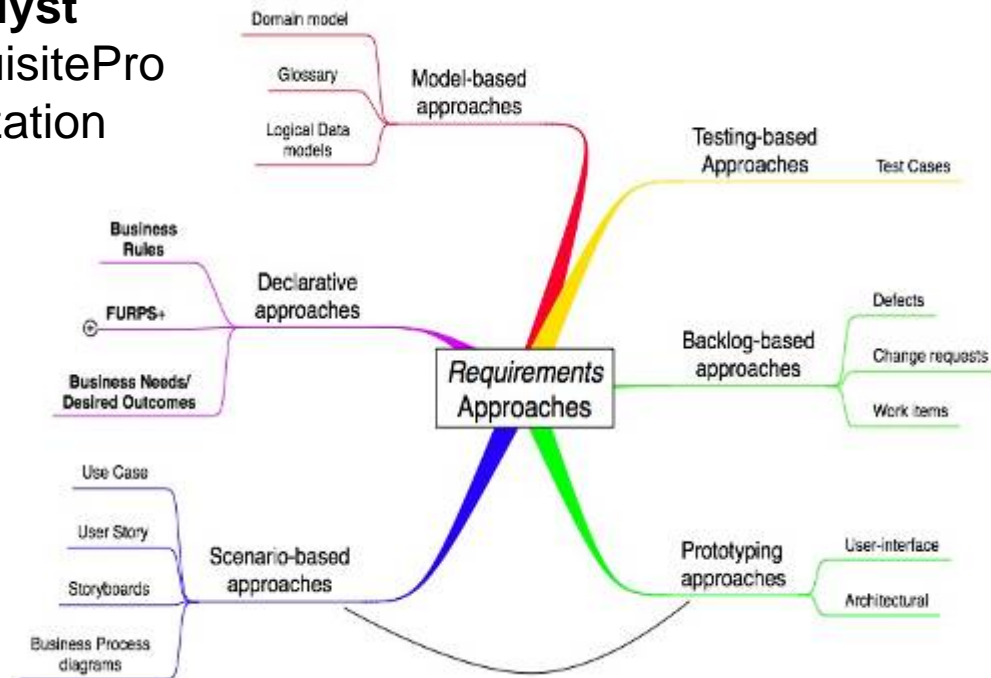 lyst
uisitePro
zation
Domain model
Glossary
Logical Data
models
Model-based
approaches
Testing-based
Approaches
Test Cases
Business
Rules
FURPS+
Business Needs/
Desired Outcomes
Declarative
approaches
Requirements
Approaches
Backlog-based
approaches
Defects
Change requests
Work items
Use Case
User Story
Storyboards
Business Process
diagrams
Scenario-based
approaches
Prototyping
approaches
User-interface
Architectural